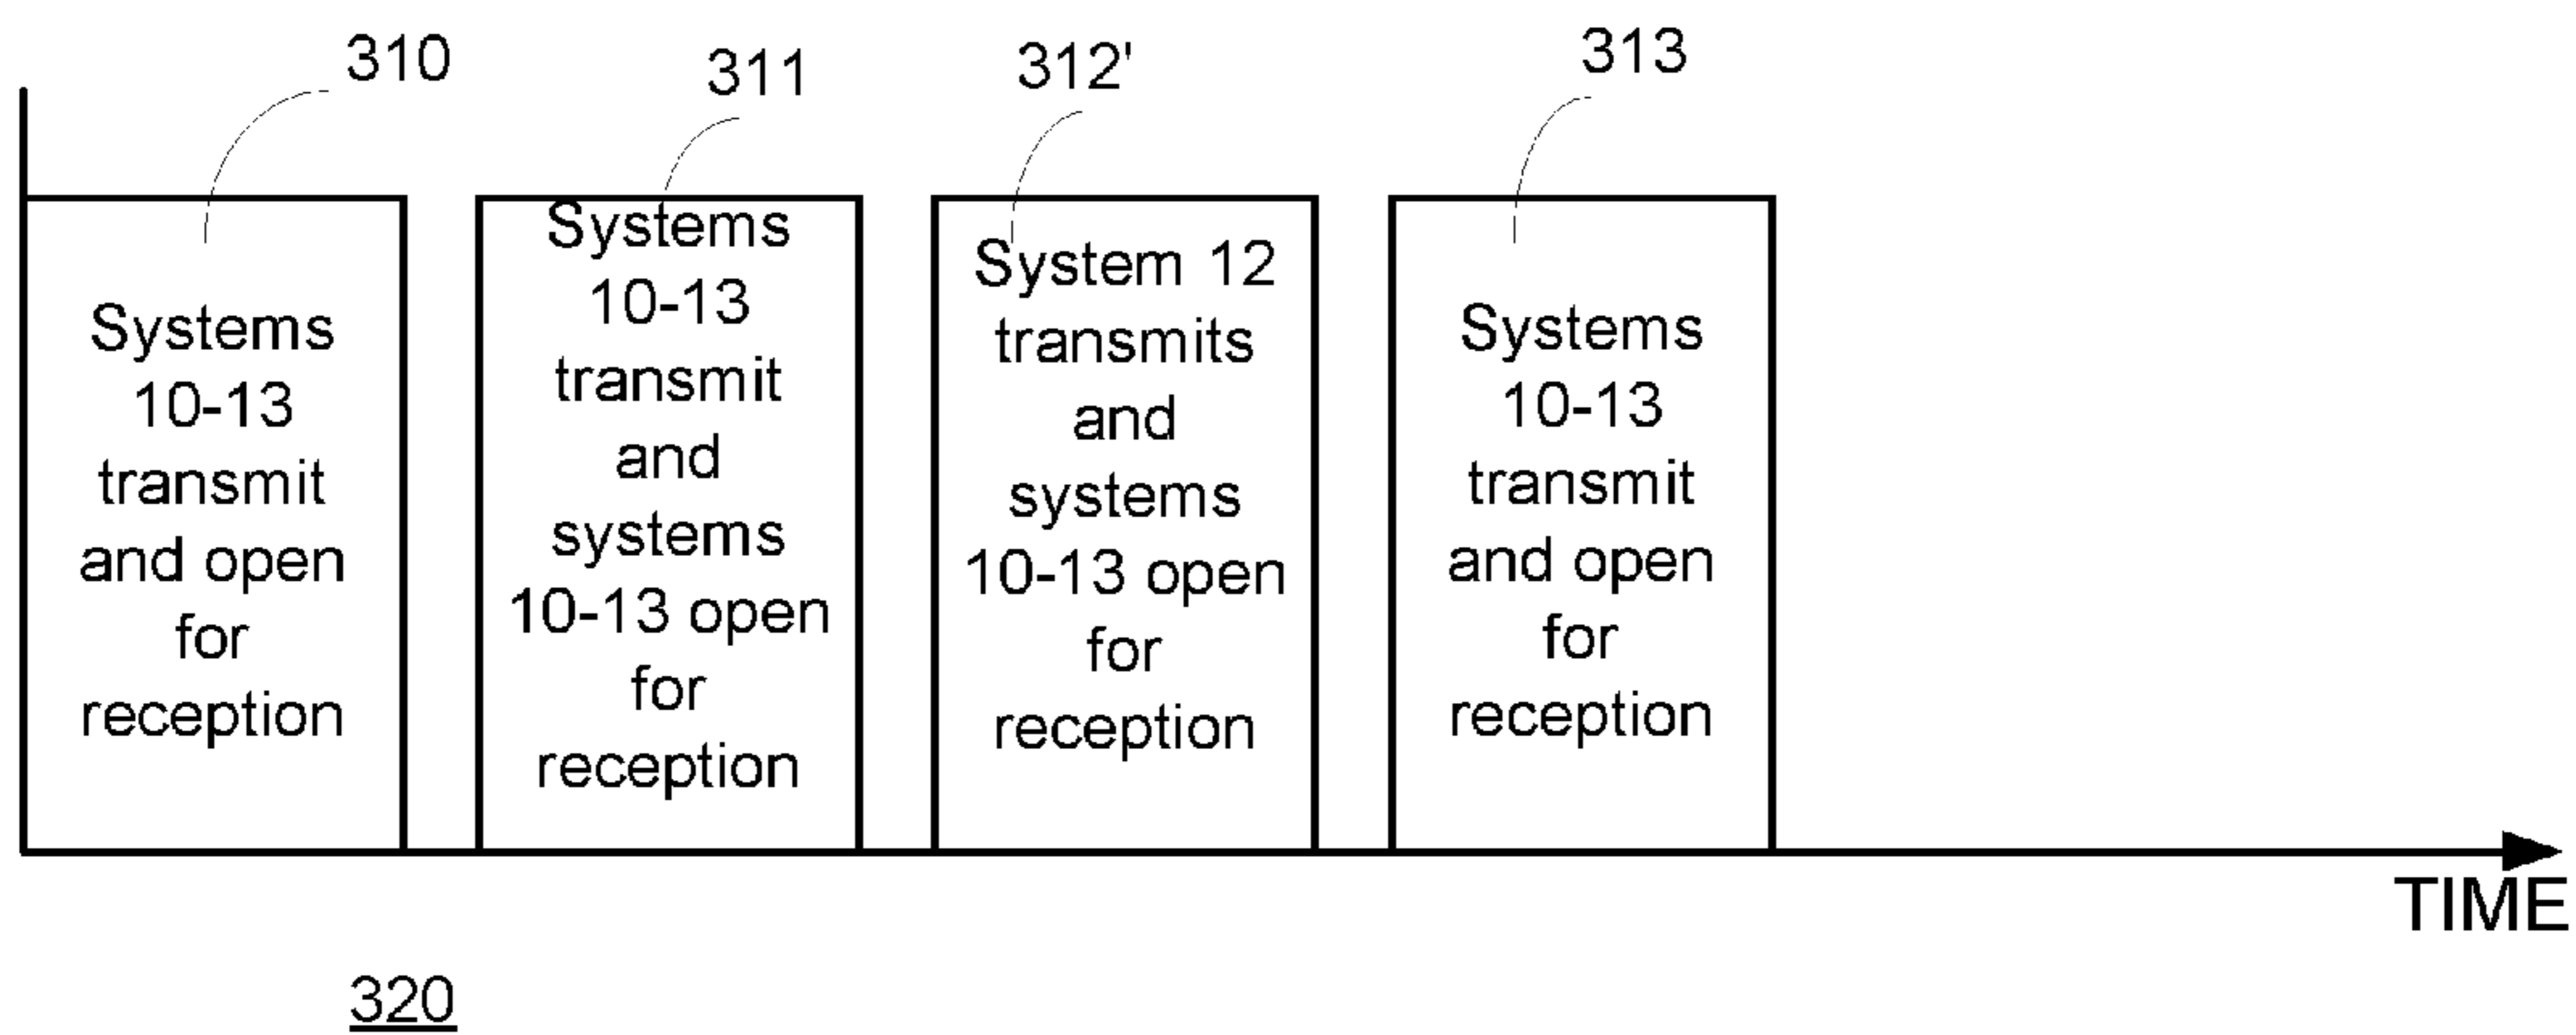 310
311
312'
313
Systems
10-13
transmit
and open
for
reception
Systems
10-13
transmit
and
systems
10-13 open
for
reception
System 12
transmits
and
systems
10-13 open
for
reception
Systems
10-13
transmit
and open
for
reception
TIME
320